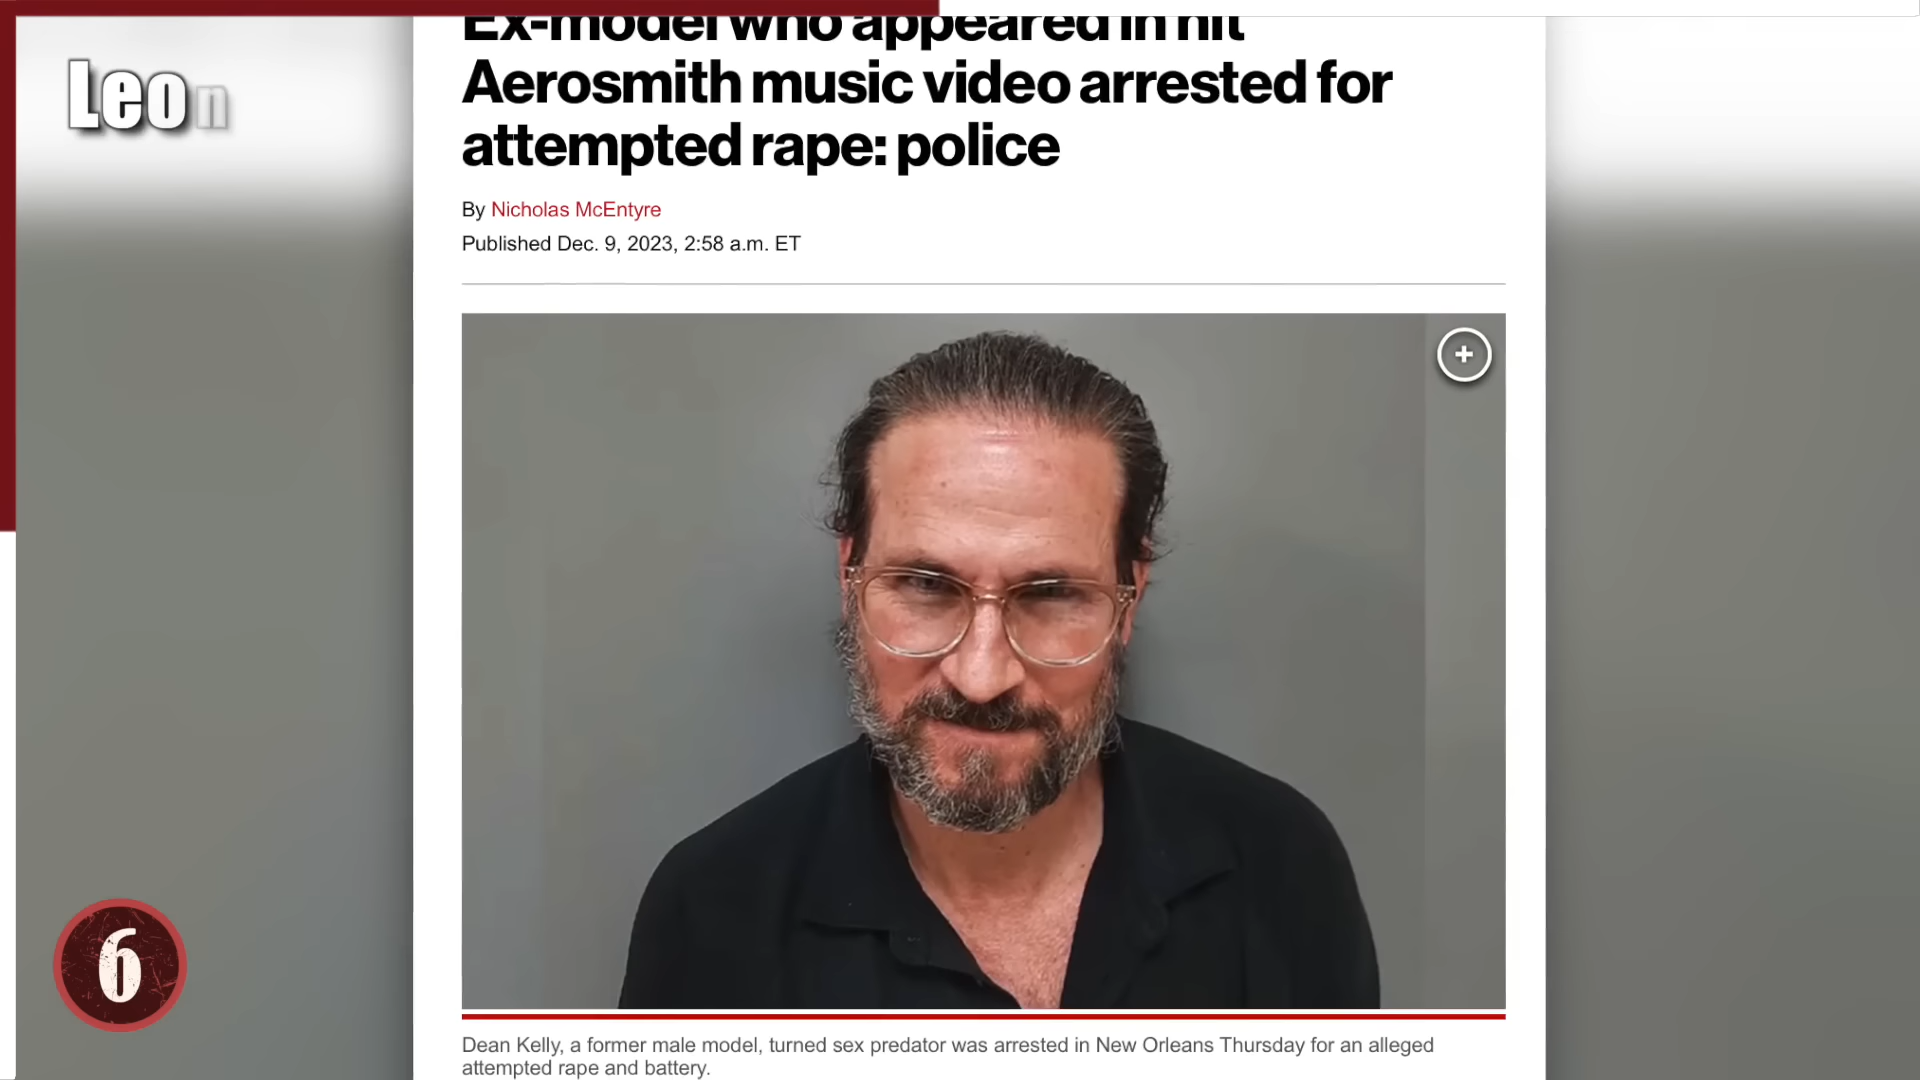 Ex-model who appeared in hit
Leon
Aerosmith music video arrested for
attempted rape: police
By Nicholas McEntyre
Published Dec. 9, 2023, 2:58 a.m. ET
6
Dean Kelly, a former male model, turned sex predator was arrested in New Orleans Thursday for an alleged
attempted rape and battery.